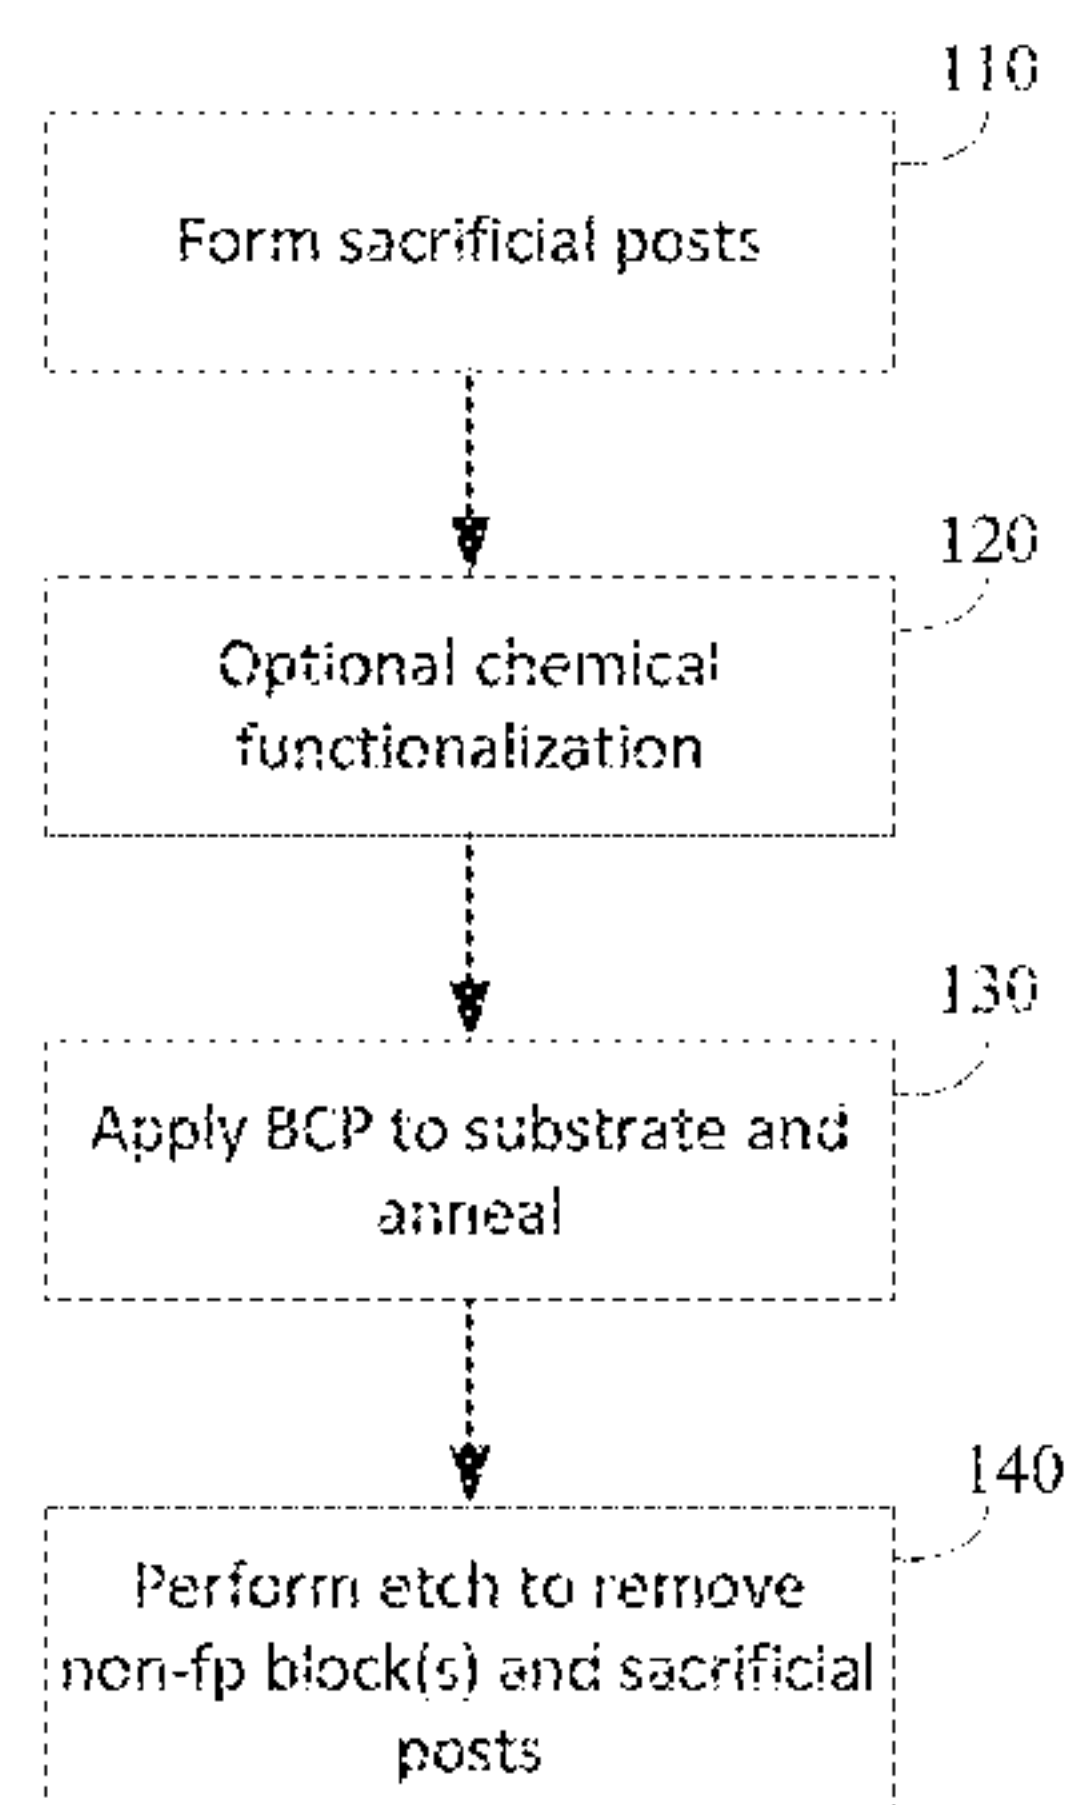 110
Form sacrificial posts
120
Optional chemical
functionalization
130
Apply BCP to substrate and
anneal
140
Perform etch to remove
non-fp block(s) and sacrificial
posts